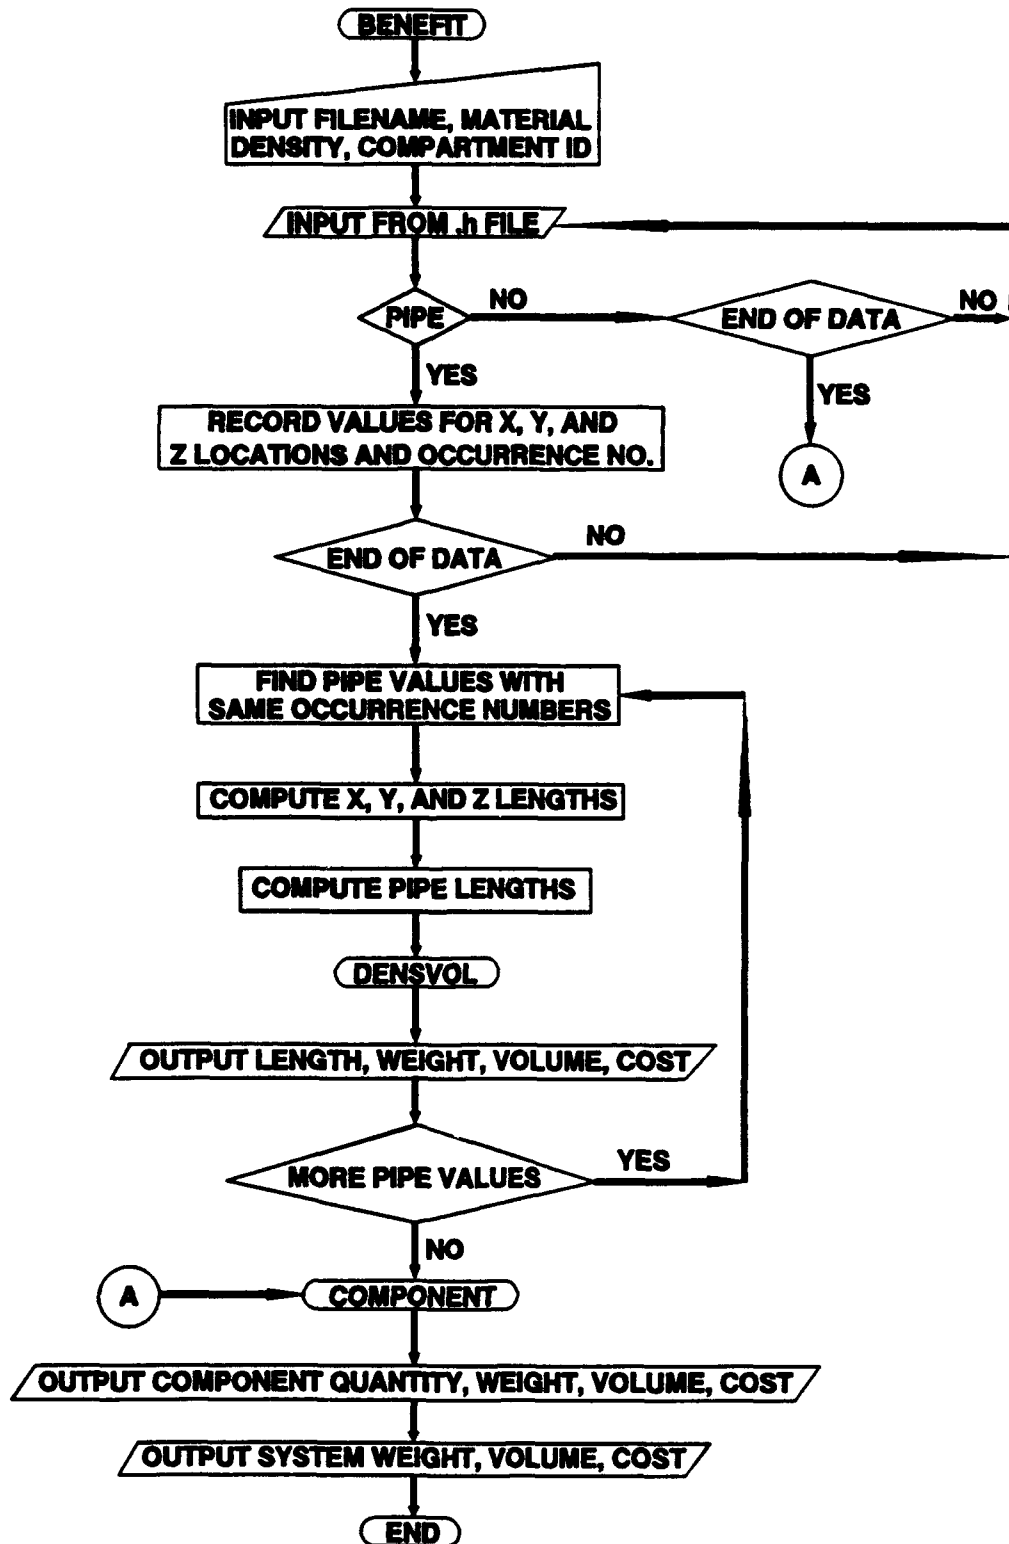 BENEFIT
INPUT FILENAME, MATERIAL
DENSITY, COMPARTMENT ID
INPUT FROM .h FILE
PIPE
NO
END OF DATA
NO
YES
YES
A
RECORD VALUES FOR X, Y, AND
Z LOCATIONS AND OCCURRENCE NO.
END OF DATA
NO
YES
FIND PIPE VALUES WITH
SAME OCCURRENCE NUMBERS
COMPUTE X, Y, AND Z LENGTHS
COMPUTE PIPE LENGTHS
DENSVOL
OUTPUT LENGTH, WEIGHT, VOLUME, COST
MORE PIPE VALUES
YES
NO
A
COMPONENT
OUTPUT COMPONENT QUANTITY, WEIGHT, VOLUME, COST
OUTPUT SYSTEM WEIGHT, VOLUME, COST
END